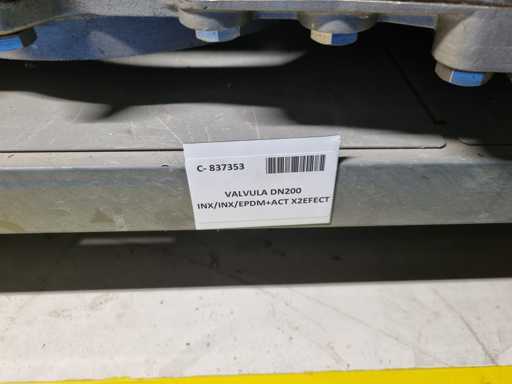 C- 837353
VALVULA DN200
INX/INX/EPDM+ACT X2EFECT